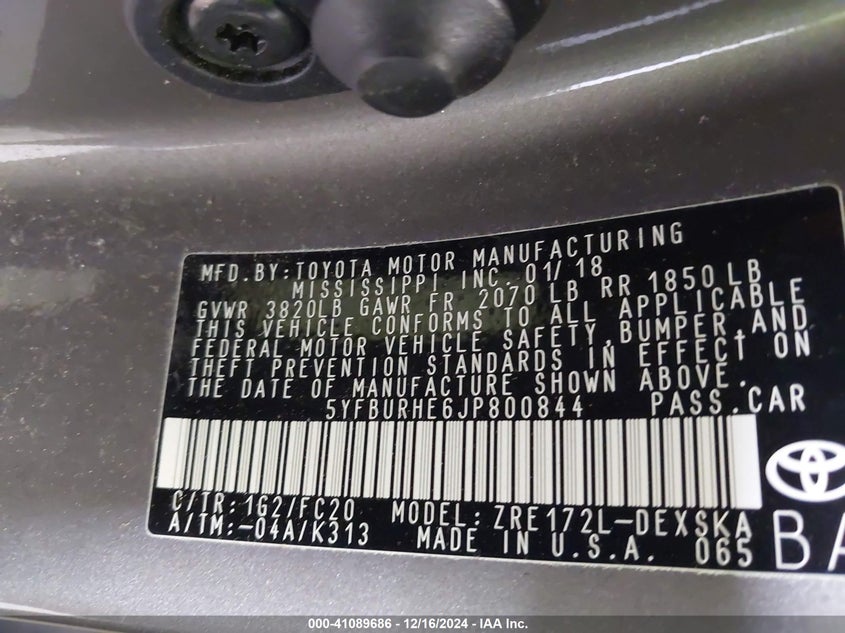 MFD.BY:TOYOTA MOTOR MANUFACTURING
MISSISSIPPI INC. 01/18
GVWR 3820LB GAWR FR 2070 LB RR 1850 LB
THIS VEHICLE CONFORMS TO ALL APPLICABLE
FEDERAL MOTOR VEHICLE SAFETY,BUMPER,AND
THEFT PREVENTION STANDARDS IN EFFECT ON
THE DATE OF MANUFACTURE SHOWN ABOVE.
5YFBURHE6JP800844 PASS.CAR
C/TR:1G2/FC20 MODEL:ZRE172L-DEXSKA
A/TM:-04A/K313 MADE IN U.S.A. 065
BA
000-41089686 - 12/16/2024 - IAA Inc.